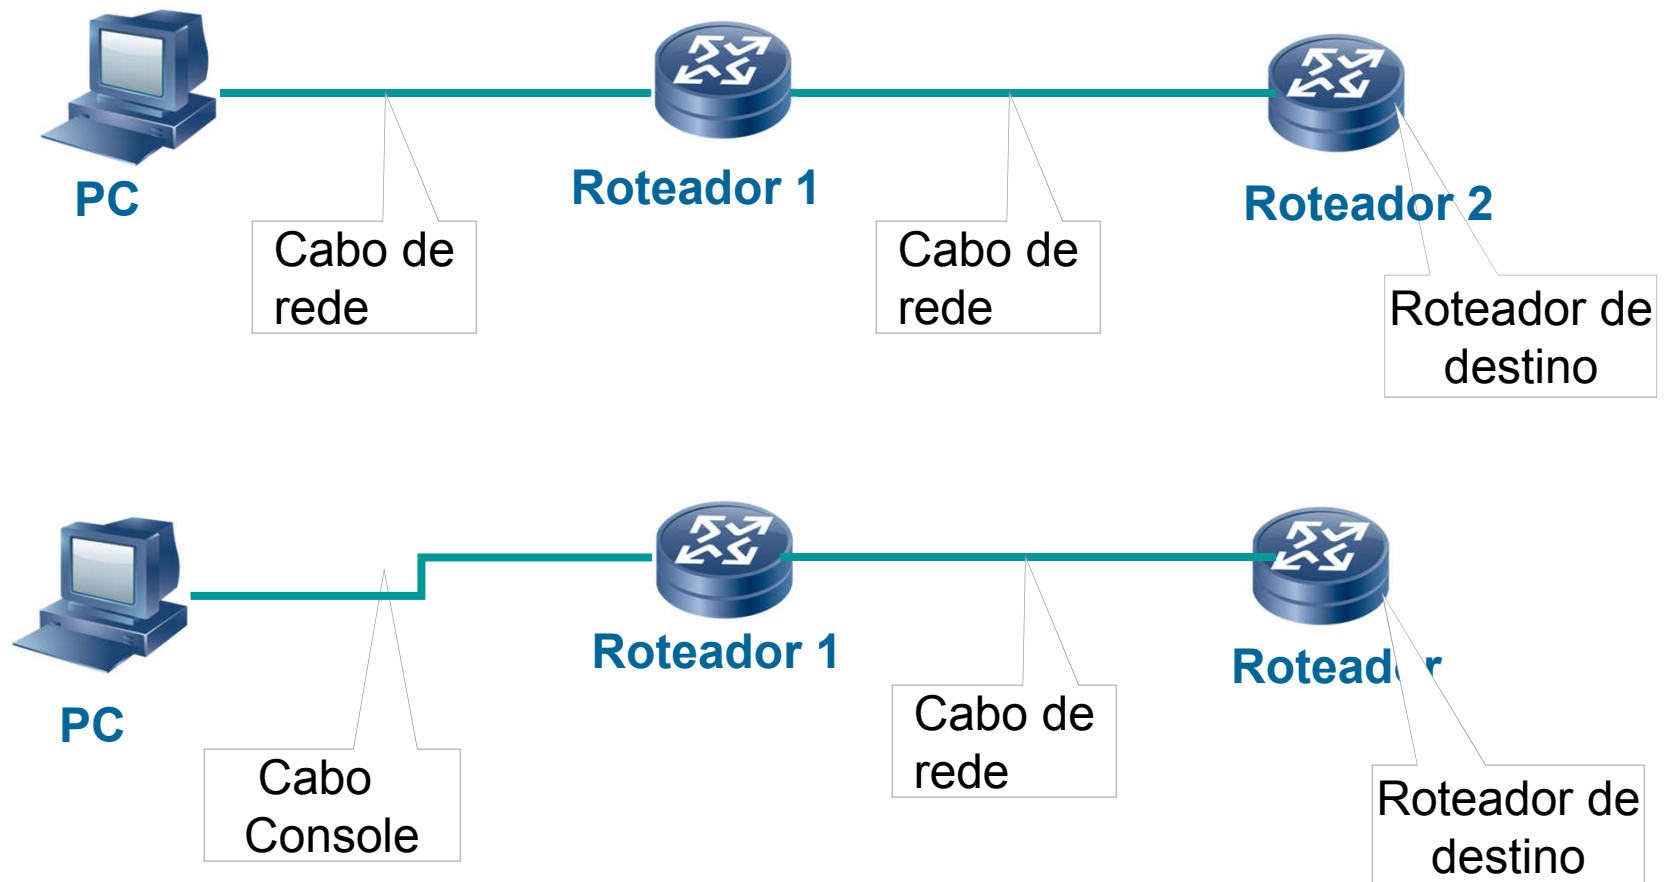 PC
Roteador 1
Roteador 2
Cabo de
rede
Cabo de
rede
Roteador de
destino
PC
Roteador 1
Roteador
Cabo
Console
Cabo de
rede
Roteador de
destino